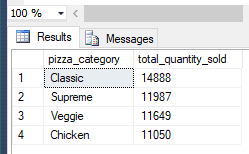 100 %
Results Messages
pizza_category total_quantity_sold
1 Classic 14888
2 Supreme 11987
3 Veggie 11649
4 Chicken 11050